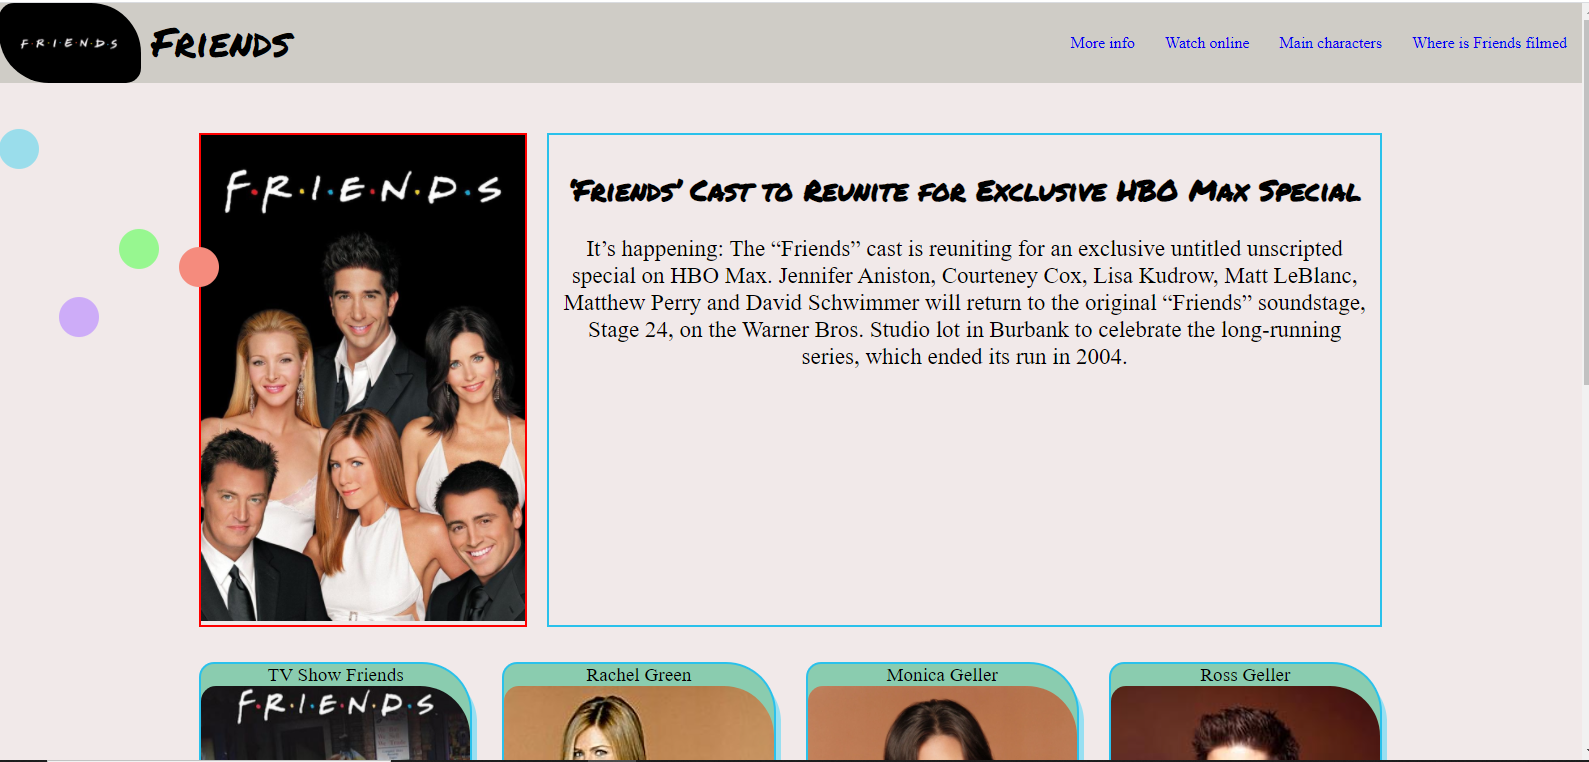 F·R·I·E·N·D·S
Friends
More info
Watch online
Main characters
Where is Friends filmed
F·R·I·E·N·D·S
‘Friends’ Cast to Reunite for Exclusive HBO Max Special
It’s happening: The “Friends” cast is reuniting for an exclusive untitled unscripted
special on HBO Max. Jennifer Aniston, Courteney Cox, Lisa Kudrow, Matt LeBlanc,
Matthew Perry and David Schwimmer will return to the original “Friends” soundstage,
Stage 24, on the Warner Bros. Studio lot in Burbank to celebrate the long-running
series, which ended its run in 2004.
TV Show Friends
Rachel Green
Monica Geller
Ross Geller
F·R·I·E·N·D·S